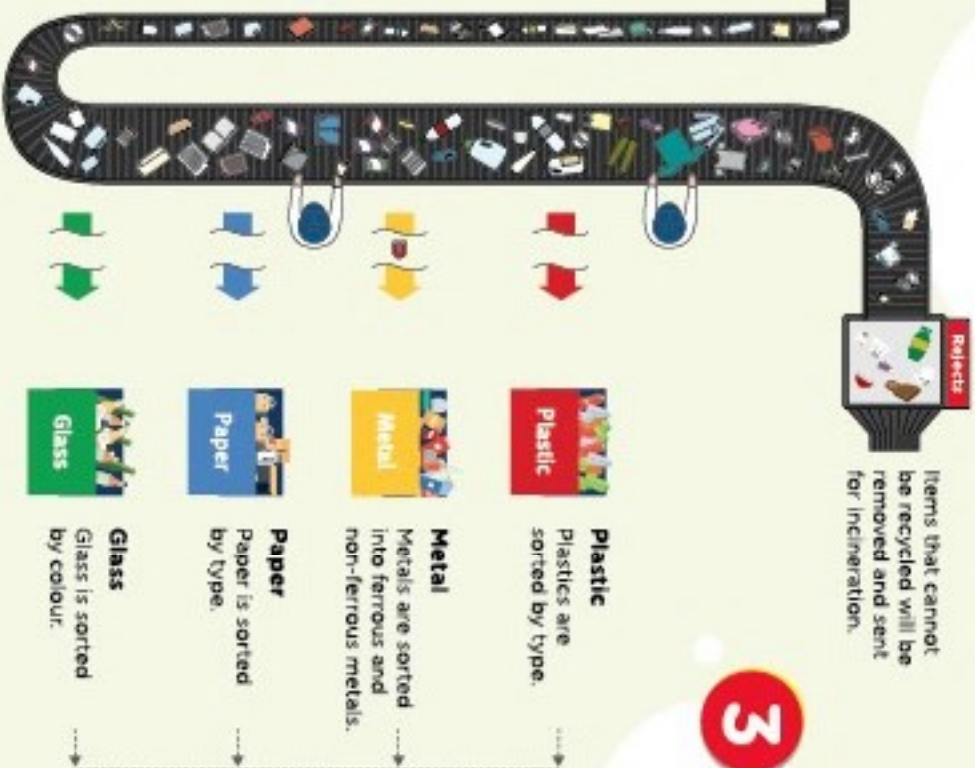 Rejects
Items that cannot
be recycled will be
removed and sent
for incineration.
Plastic
Plastic
Plastics are
sorted by type.
Metal
Metal
Metals are sorted
into ferrous and
non-ferrous metals.
Paper
Paper
Paper is sorted
by type.
Glass
Glass
Glass is sorted
by colour.
3